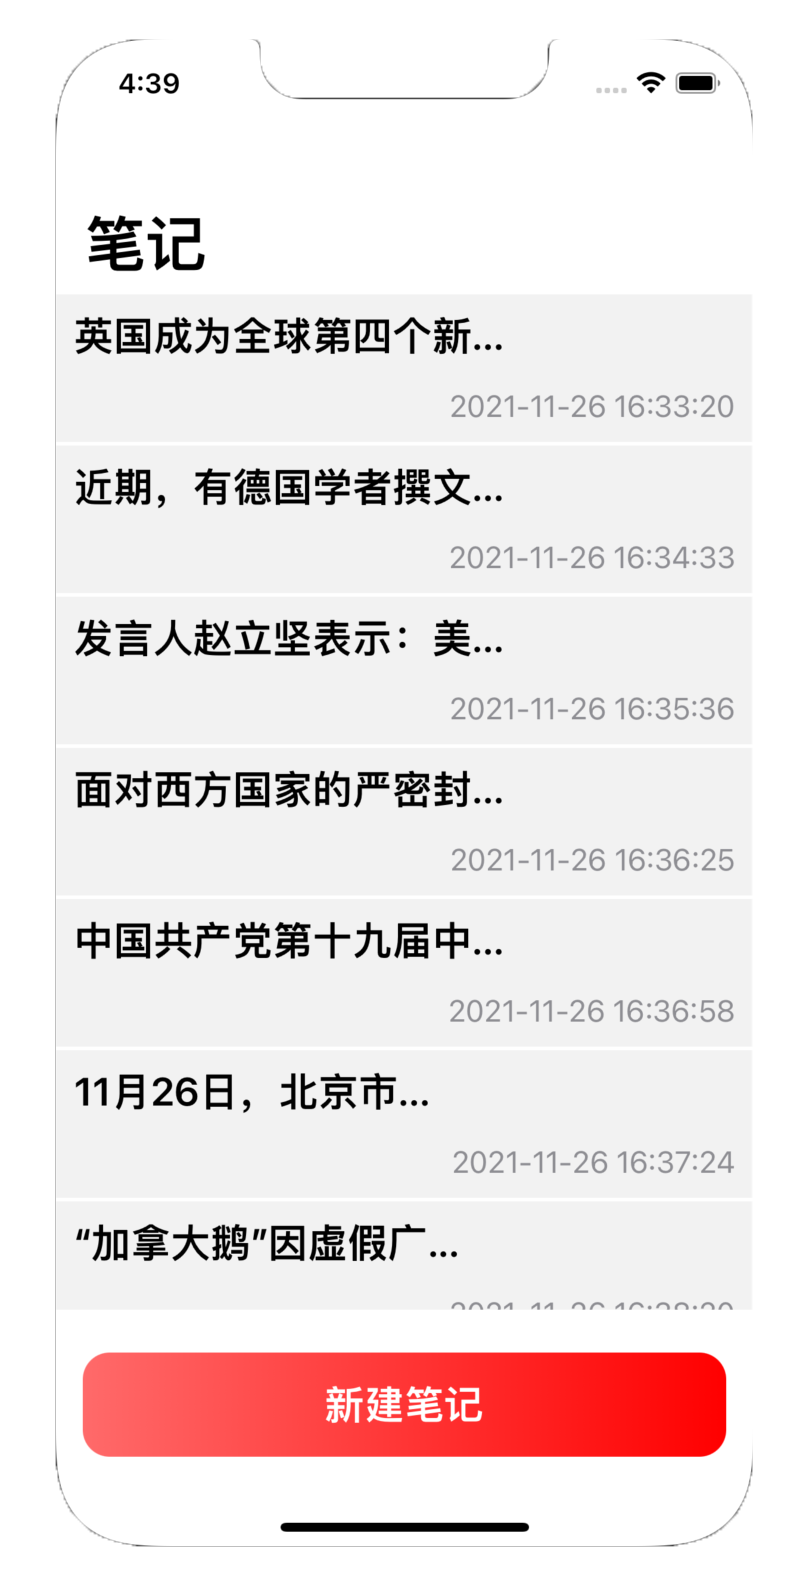 4:39
笔记
英国成为全球第四个新...
2021-11-26 16:33:20
近期，有德国学者撰文...
2021-11-26 16:34:33
发言人赵立坚表示：美...
2021-11-26 16:35:36
面对西方国家的严密封...
2021-11-26 16:36:25
中国共产党第十九届中...
2021-11-26 16:36:58
11月26日，北京市...
2021-11-26 16:37:24
“加拿大鹅”因虚假广...
新建笔记